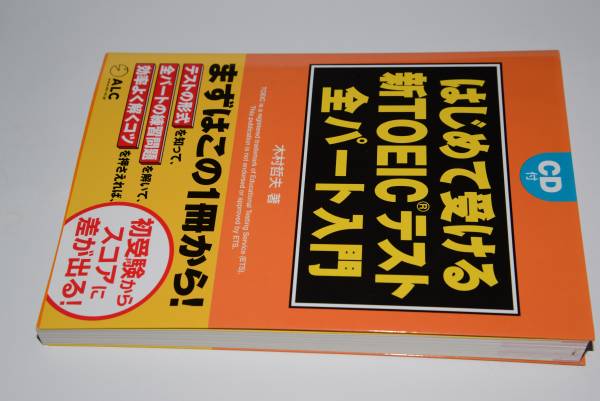 CD付
はじめて受ける
新TOEIC®テスト
全パート入門
木村哲夫 著
TOEIC is a registered trademark of Educational Testing Service (ETS).
This publication is not endorsed or approved by ETS.
まずはこの1冊から!
テストの形式を知って、
全パートの練習問題を解いて、
効率よく解くコツを押さえれば、
初受験から
スコアに
差が出る!
ALC